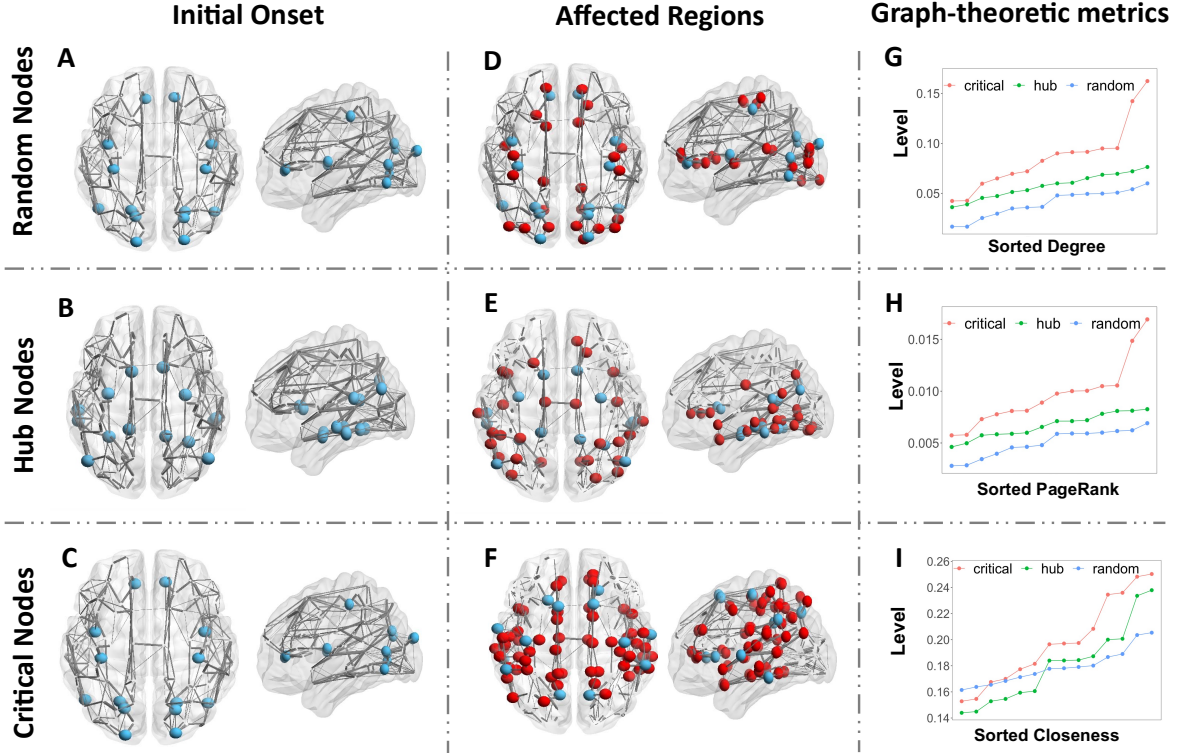 Initial Onset
Affected Regions
Graph-theoretic metrics
Random Nodes
A
D
G
critical
hub
random
0.15
0.10
0.05
Level
Sorted Degree
Hub Nodes
B
E
H
critical
hub
random
0.015
0.010
0.005
Level
Sorted PageRank
Critical Nodes
C
F
I
critical
hub
random
0.26
0.24
0.22
0.20
0.18
0.16
0.14
Level
Sorted Closeness